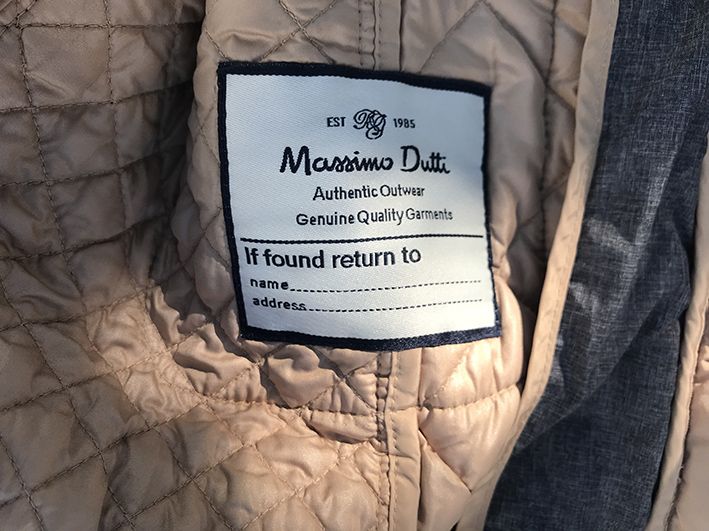 EST 1985
Massimo Dutti
Authentic Outwear
Genuine Quality Garments
If found return to
name
address